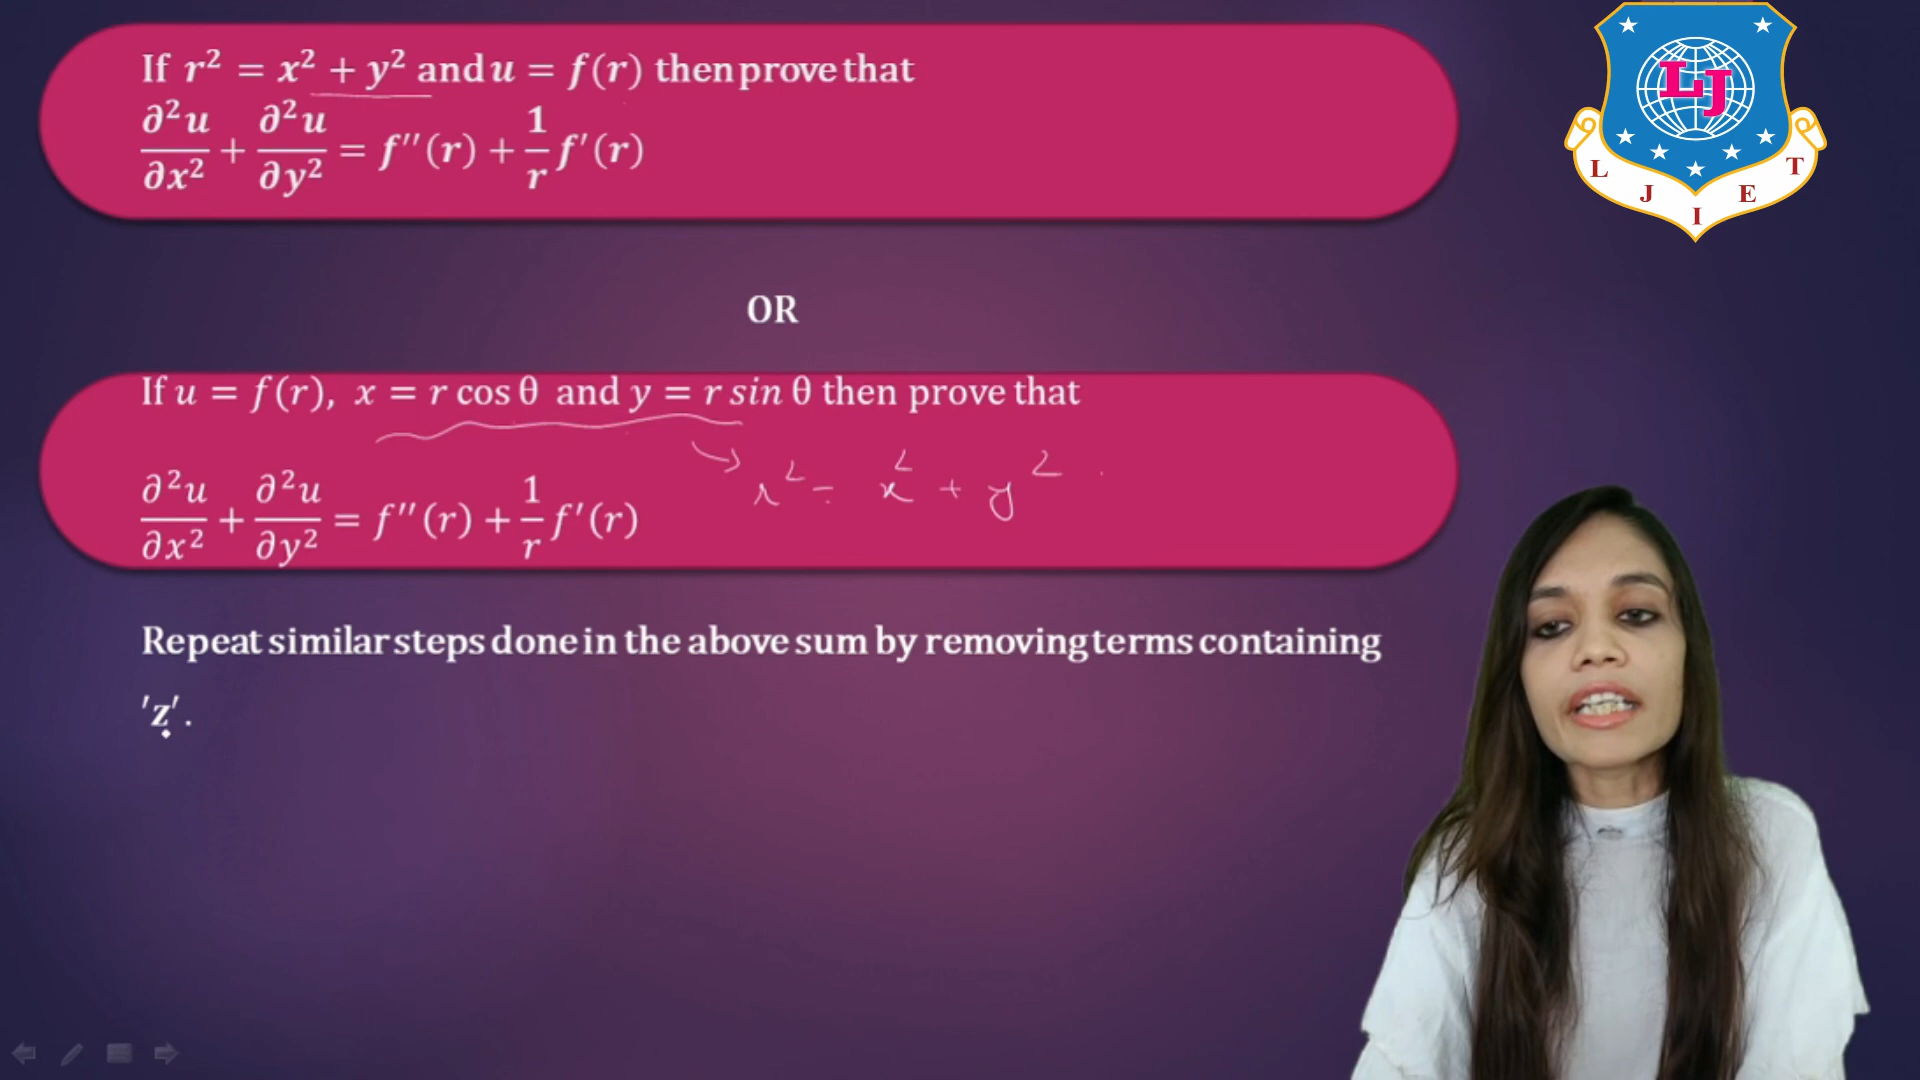 If r² = x² + y² and u = f(r) then prove that
∂²u/∂x² + ∂²u/∂y² = f''(r) + 1/r f'(r)
OR
If u = f(r), x = r cos θ and y = r sin θ then prove that
r² = x² + y²
∂²u/∂x² + ∂²u/∂y² = f''(r) + 1/r f'(r)
Repeat similar steps done in the above sum by removing terms containing
'z'.
LJ
L J I E T